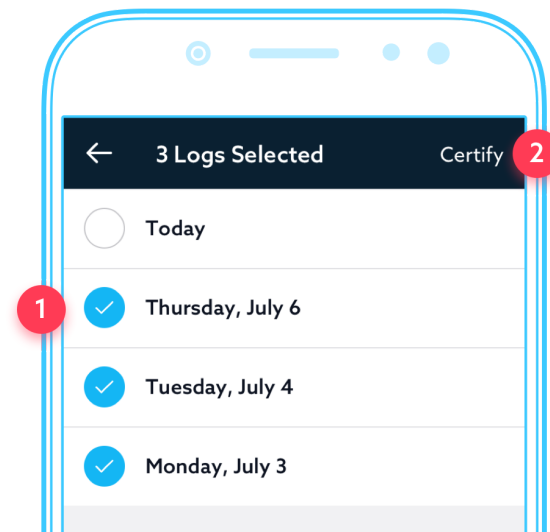 3 Logs Selected Certify 2
Today
1 Thursday, July 6
Tuesday, July 4
Monday, July 3